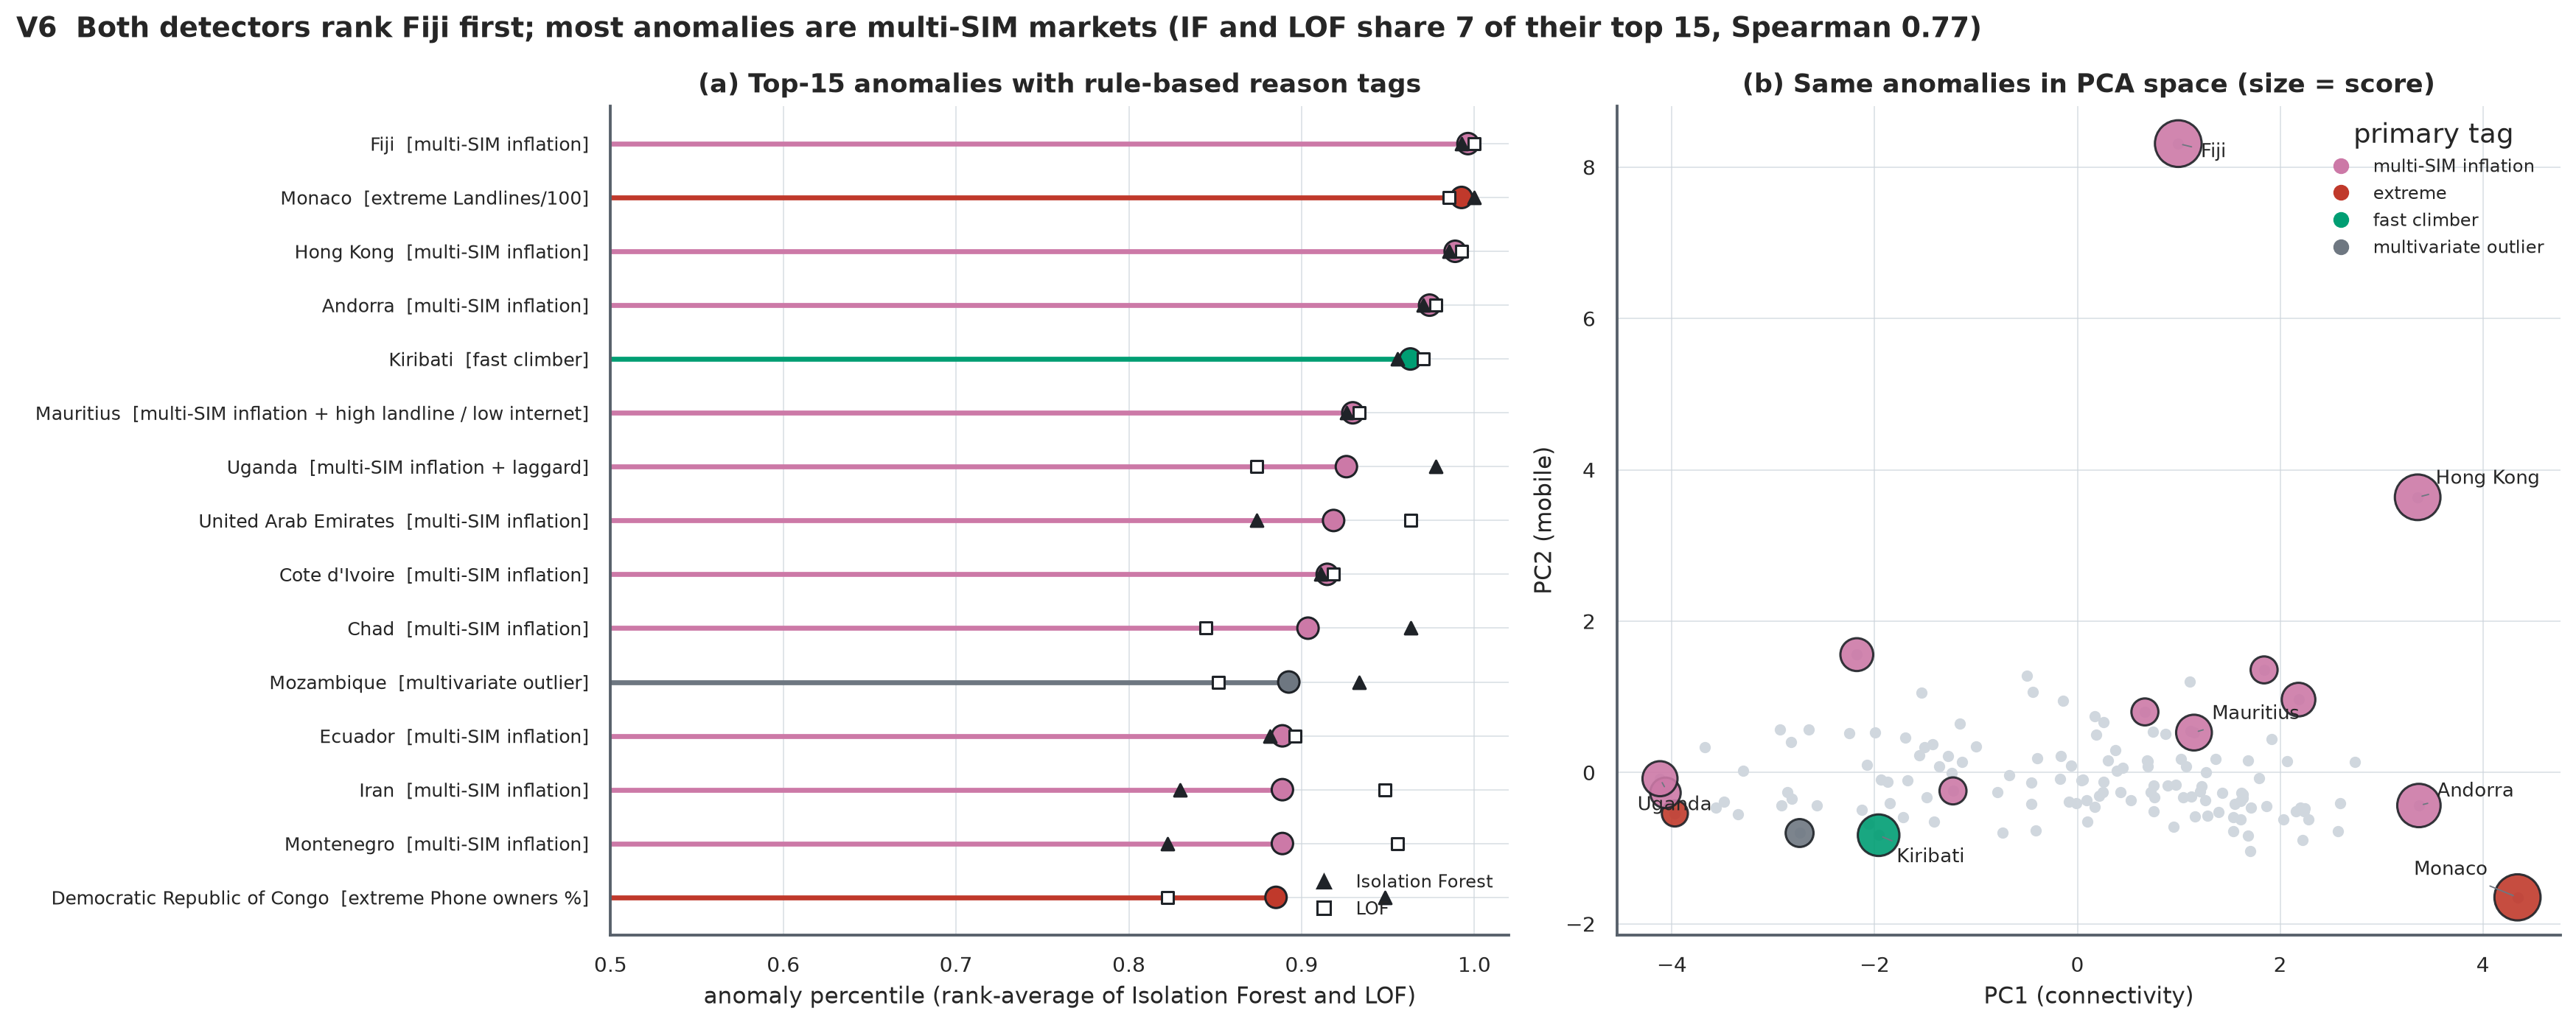 V6  Both detectors rank Fiji first; most anomalies are multi-SIM markets (IF and LOF share 7 of their top 15, Spearman 0.77)
(a) Top-15 anomalies with rule-based reason tags
Fiji  [multi-SIM inflation]
Monaco  [extreme Landlines/100]
Hong Kong  [multi-SIM inflation]
Andorra  [multi-SIM inflation]
Kiribati  [fast climber]
Mauritius  [multi-SIM inflation + high landline / low internet]
Uganda  [multi-SIM inflation + laggard]
United Arab Emirates  [multi-SIM inflation]
Cote d'Ivoire  [multi-SIM inflation]
Chad  [multi-SIM inflation]
Mozambique  [multivariate outlier]
Ecuador  [multi-SIM inflation]
Iran  [multi-SIM inflation]
Montenegro  [multi-SIM inflation]
Democratic Republic of Congo  [extreme Phone owners %]
Isolation Forest
LOF
0.5 0.6 0.7 0.8 0.9 1.0
anomaly percentile (rank-average of Isolation Forest and LOF)
(b) Same anomalies in PCA space (size = score)
primary tag
multi-SIM inflation
extreme
fast climber
multivariate outlier
Fiji
Hong Kong
Mauritius
Uganda
Andorra
Kiribati
Monaco
8
6
4
2
0
−2
PC2 (mobile)
−4 −2 0 2 4
PC1 (connectivity)